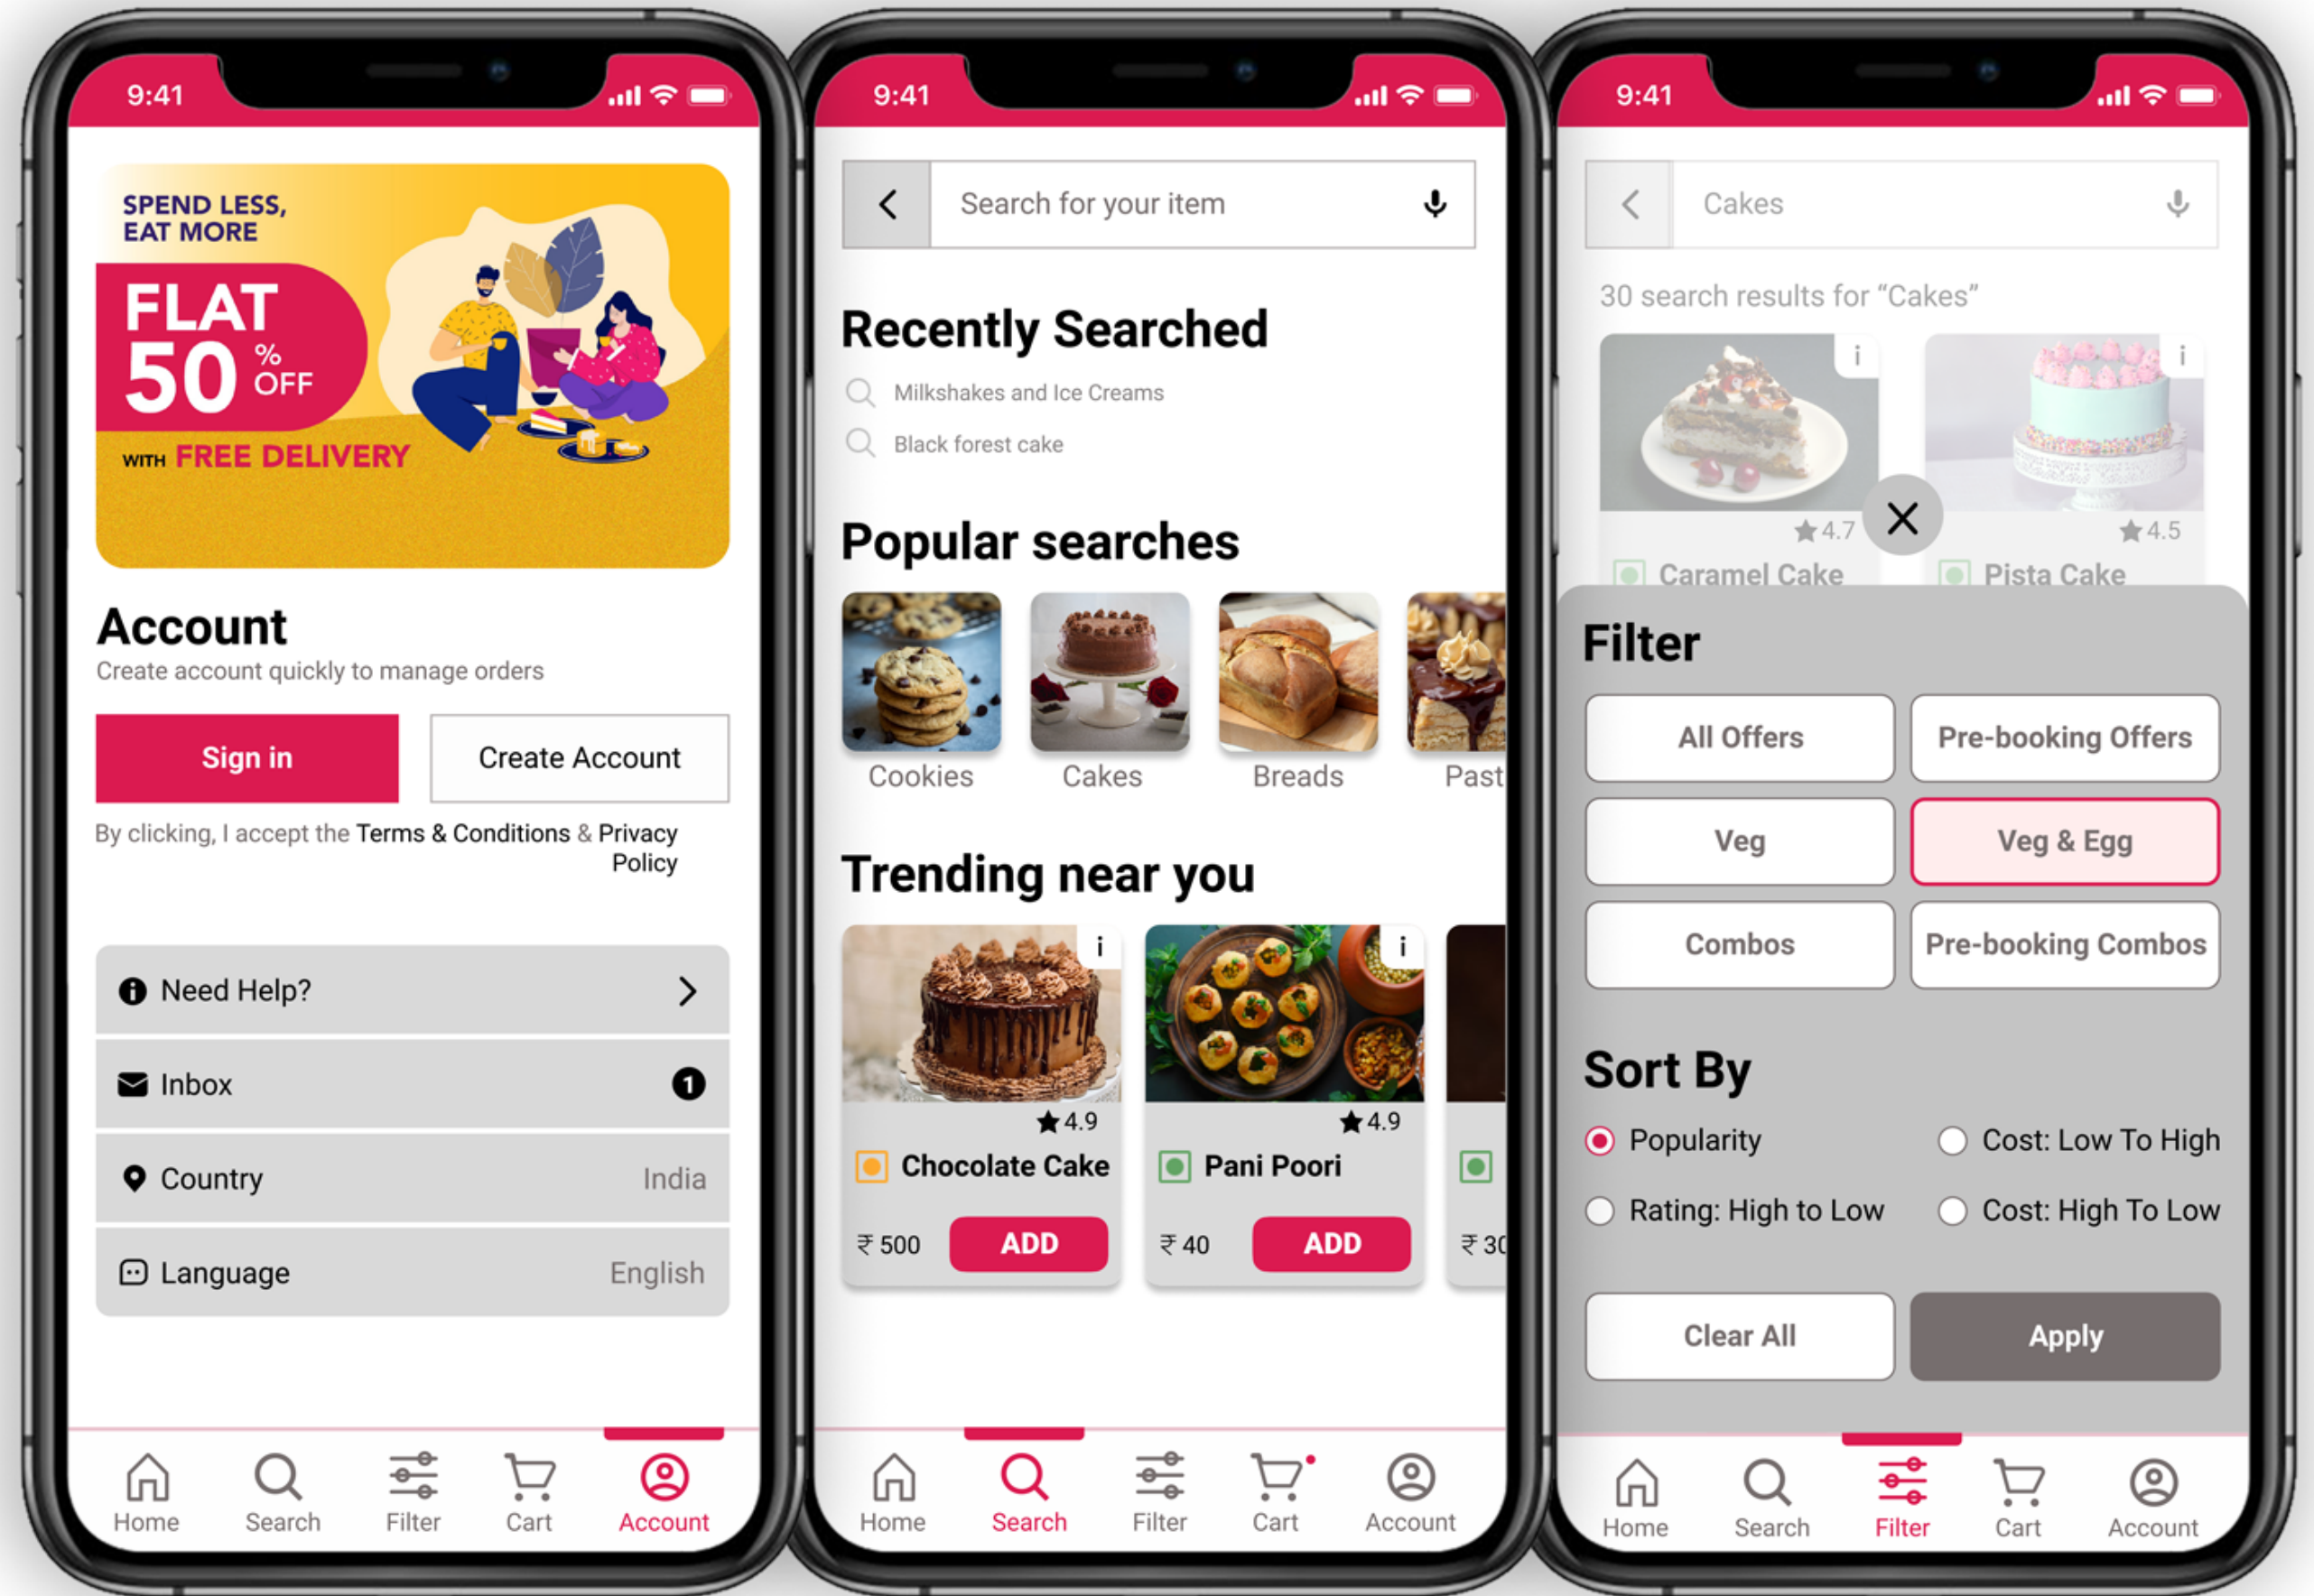 9:41
SPEND LESS,
EAT MORE
FLAT
50 % OFF
WITH FREE DELIVERY
Account
Create account quickly to manage orders
Sign in
Create Account
By clicking, I accept the Terms & Conditions & Privacy
Policy
Need Help?
Inbox
1
Country
India
Language
English
Home
Search
Filter
Cart
Account
9:41
Search for your item
Recently Searched
Milkshakes and Ice Creams
Black forest cake
Popular searches
Cookies
Cakes
Breads
Past
Trending near you
i
i
4.9
4.9
Chocolate Cake
Pani Poori
₹ 500
ADD
₹ 40
ADD
₹ 30
Home
Search
Filter
Cart
Account
9:41
Cakes
30 search results for “Cakes”
i
i
4.7
4.5
Caramel Cake
Pista Cake
Filter
All Offers
Pre-booking Offers
Veg
Veg & Egg
Combos
Pre-booking Combos
Sort By
Popularity
Cost: Low To High
Rating: High to Low
Cost: High To Low
Clear All
Apply
Home
Search
Filter
Cart
Account